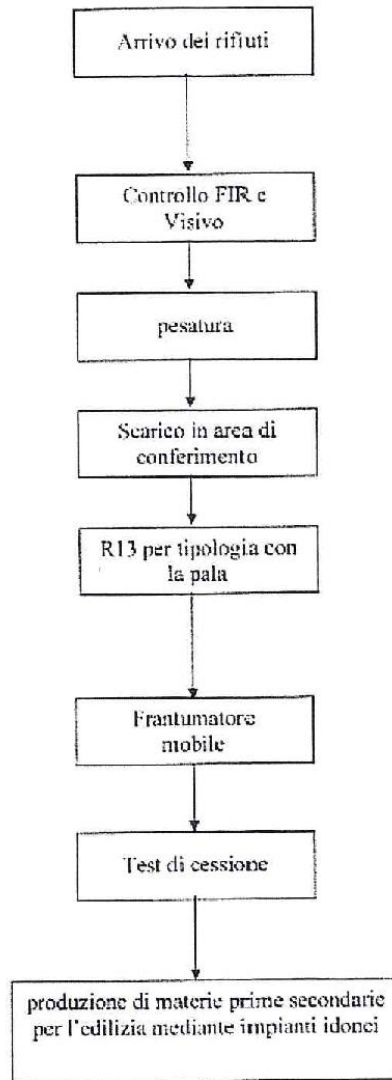 Arrivo dei rifiuti
Controllo FIR e
Visivo
pesatura
Scarico in area di
conferimento
R13 per tipologia con
la pala
Frantumatore
mobile
Test di cessione
produzione di materie prime secondarie
per l'edilizia mediante impianti idonei